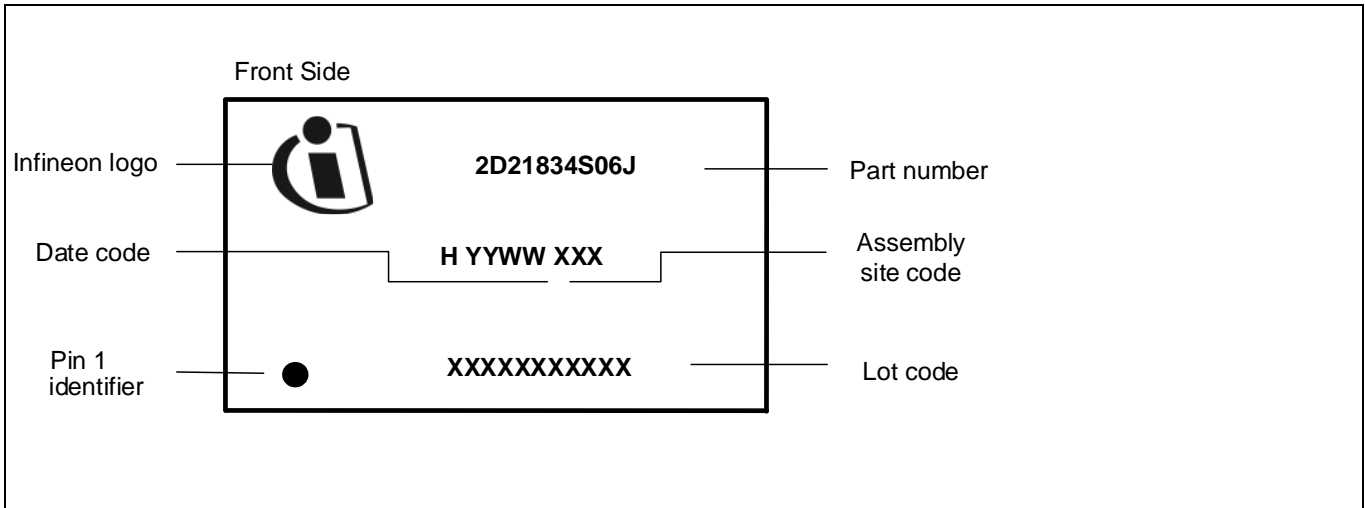 Front Side
Infineon logo
2D21834S06J
Part number
Date code
H YYWW XXX
Assembly
site code
Pin 1
identifier
XXXXXXXXXXX
Lot code